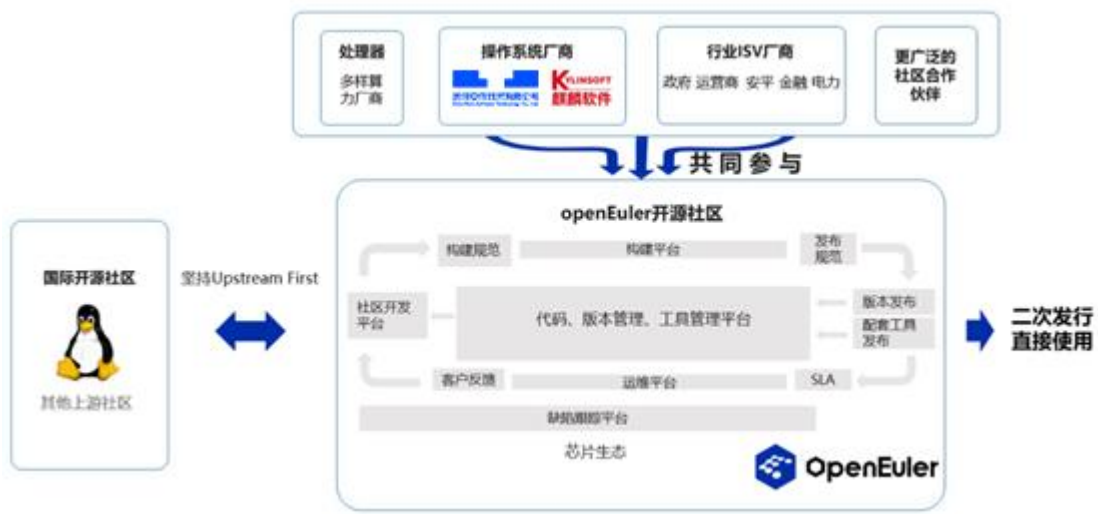 处理器
多样算
力厂商
操作系统厂商
KYLINSOFT
麒麟软件
行业ISV厂商
政府 运营商 安平 金融 电力
更广泛的
社区合作
伙伴
共同参与
国际开源社区
其他上游社区
坚持Upstream First
openEuler开源社区
构建规范
构建平台
发布
规范
社区开发
平台
代码、版本管理、工具管理平台
版本发布
配套工具
发布
客户反馈
运维平台
SLA
缺陷跟踪平台
芯片生态
OpenEuler
二次发行
直接使用